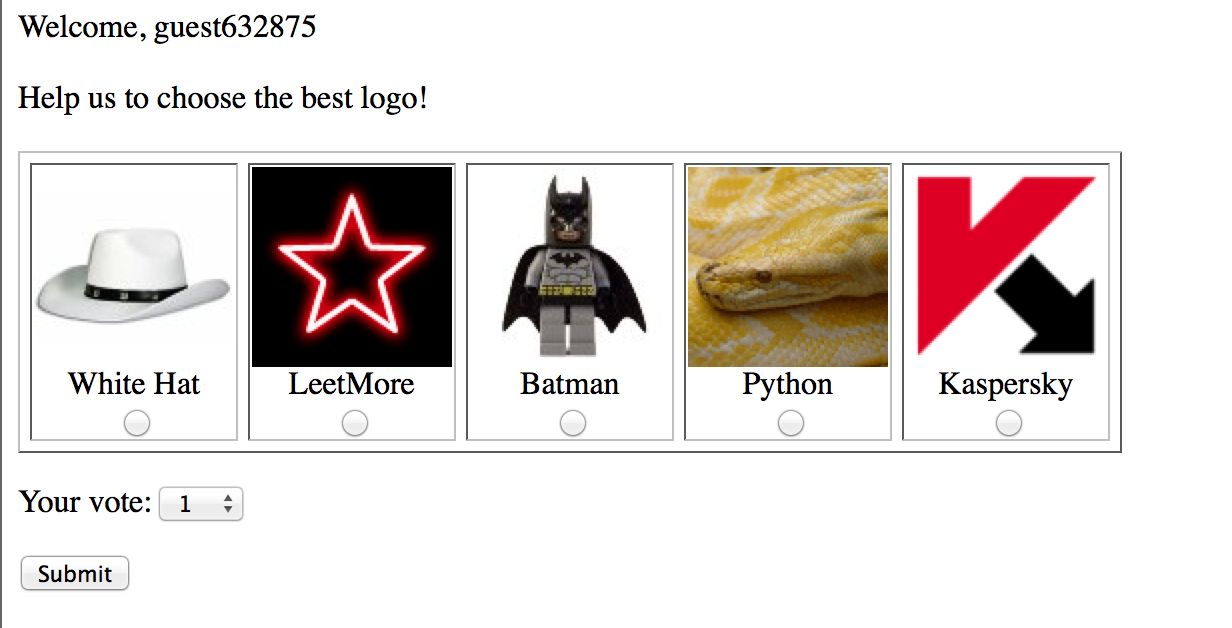 Welcome, guest632875
Help us to choose the best logo!
White Hat
LeetMore
Batman
Python
Kaspersky
Your vote: 1
Submit